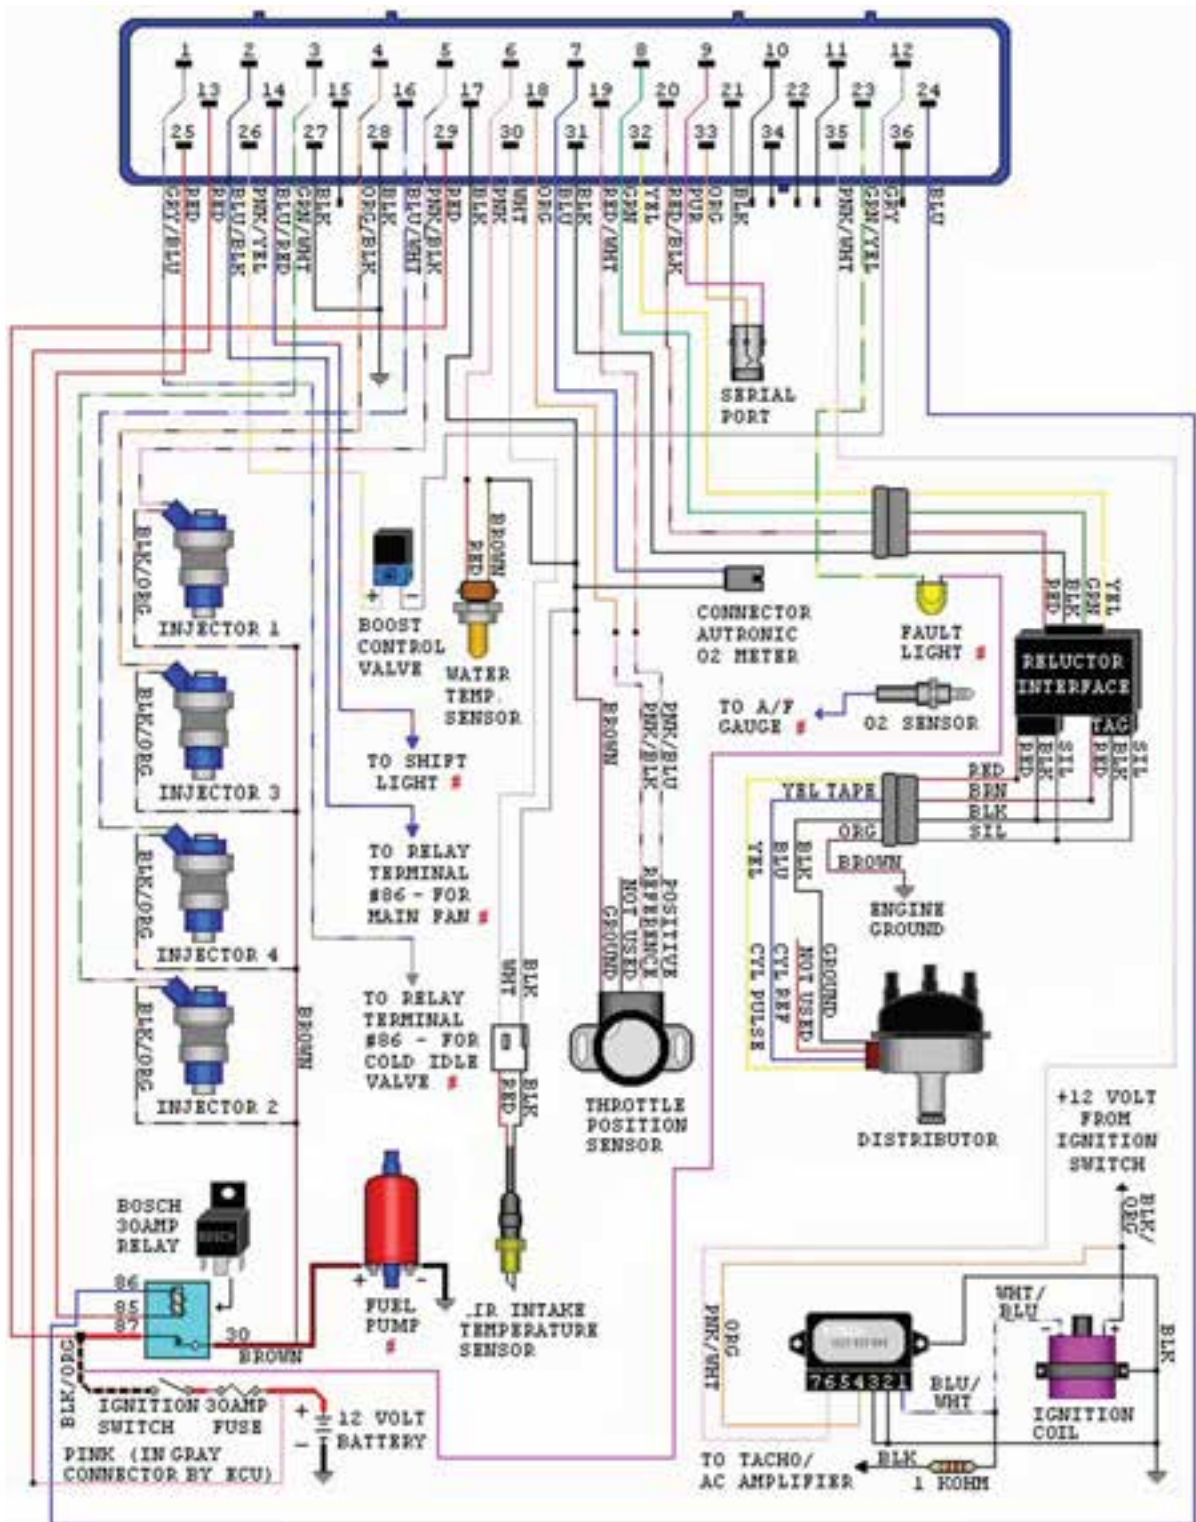 1 2 3 4 5 6 7 8 9 10 11 12
13 14 15 16 17 18 19 20 21 22 23 24
25 26 27 28 29 30 31 32 33 34 35 36
GRY/BLU
RED
RED
BLU/BLK
PNK/YEL
BLU/RED
GRN/WHT
BLK
ORG/BLK
BLK
BLU/WHT
PNK/BLK
RED
BLK
PNK
WHT
ORG
BLU
BLK
RED/WHT
GRN
YEL
RED/BLK
PUR
ORG
BLK
PNK/WHT
GRN/YEL
GRY
BLU
SERIAL
PORT
BLK/ORG
INJECTOR 1
BLK/ORG
INJECTOR 3
BLK/ORG
INJECTOR 4
BLK/ORG
INJECTOR 2
BROWN
+ -
BOOST
CONTROL
VALVE
RED
BROWN
WATER
TEMP.
SENSOR
CONNECTOR
AUTRONIC
O2 METER
FAULT
LIGHT #
RED
BLK
GRN
YEL
RELUCTOR
INTERFACE
TAG
RED
BLK
SIL
RED
BLK
SIL
TO A/F
GAUGE #
O2 SENSOR
TO SHIFT
LIGHT #
TO RELAY
TERMINAL
#86 - FOR
MAIN FAN #
TO RELAY
TERMINAL
#86 - FOR
COLD IDLE
VALVE #
BROWN
PNK/BLK
PNK/BLU
GROUND
NOT USED
REFERENCE
POSITIVE
THROTTLE
POSITION
SENSOR
WHT
BLK
RED
BLK
YEL TAPE
ORG
RED
BRN
BLK
SIL
BROWN
ENGINE
GROUND
YEL
BLU
BLK
CYL PULSE
CYL REF
NOT USED
GROUND
DISTRIBUTOR
+12 VOLT
FROM
IGNITION
SWITCH
BLK/
ORG
BOSCH
30AMP
RELAY
BOSCH
86
85
87
30
BROWN
+ -
FUEL
PUMP
#
.IR INTAKE
TEMPERATURE
SENSOR
BLK/ORG
IGNITION
SWITCH
30AMP
FUSE
+
-
12 VOLT
BATTERY
PINK (IN GRAY
CONNECTOR BY ECU)
PNK/WHT
ORG
7654321
WHT/
BLU
BLU/
WHT
- +
BLK
IGNITION
COIL
TO TACHO/
AC AMPLIFIER
BLK
1 KOHM